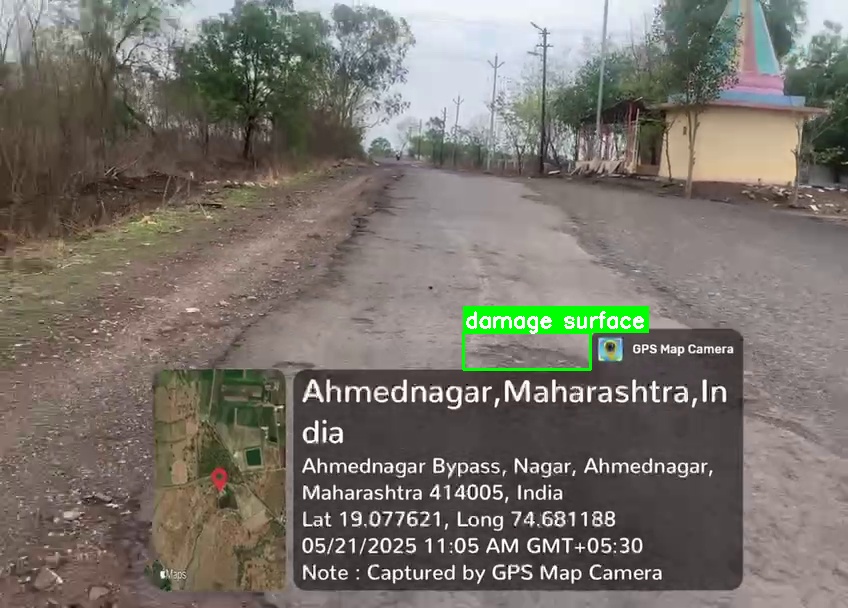 damage surface
GPS Map Camera
Ahmednagar,Maharashtra,In
dia
Ahmednagar Bypass, Nagar, Ahmednagar,
Maharashtra 414005, India
Lat 19.077621, Long 74.681188
05/21/2025 11:05 AM GMT+05:30
Note : Captured by GPS Map Camera
Maps